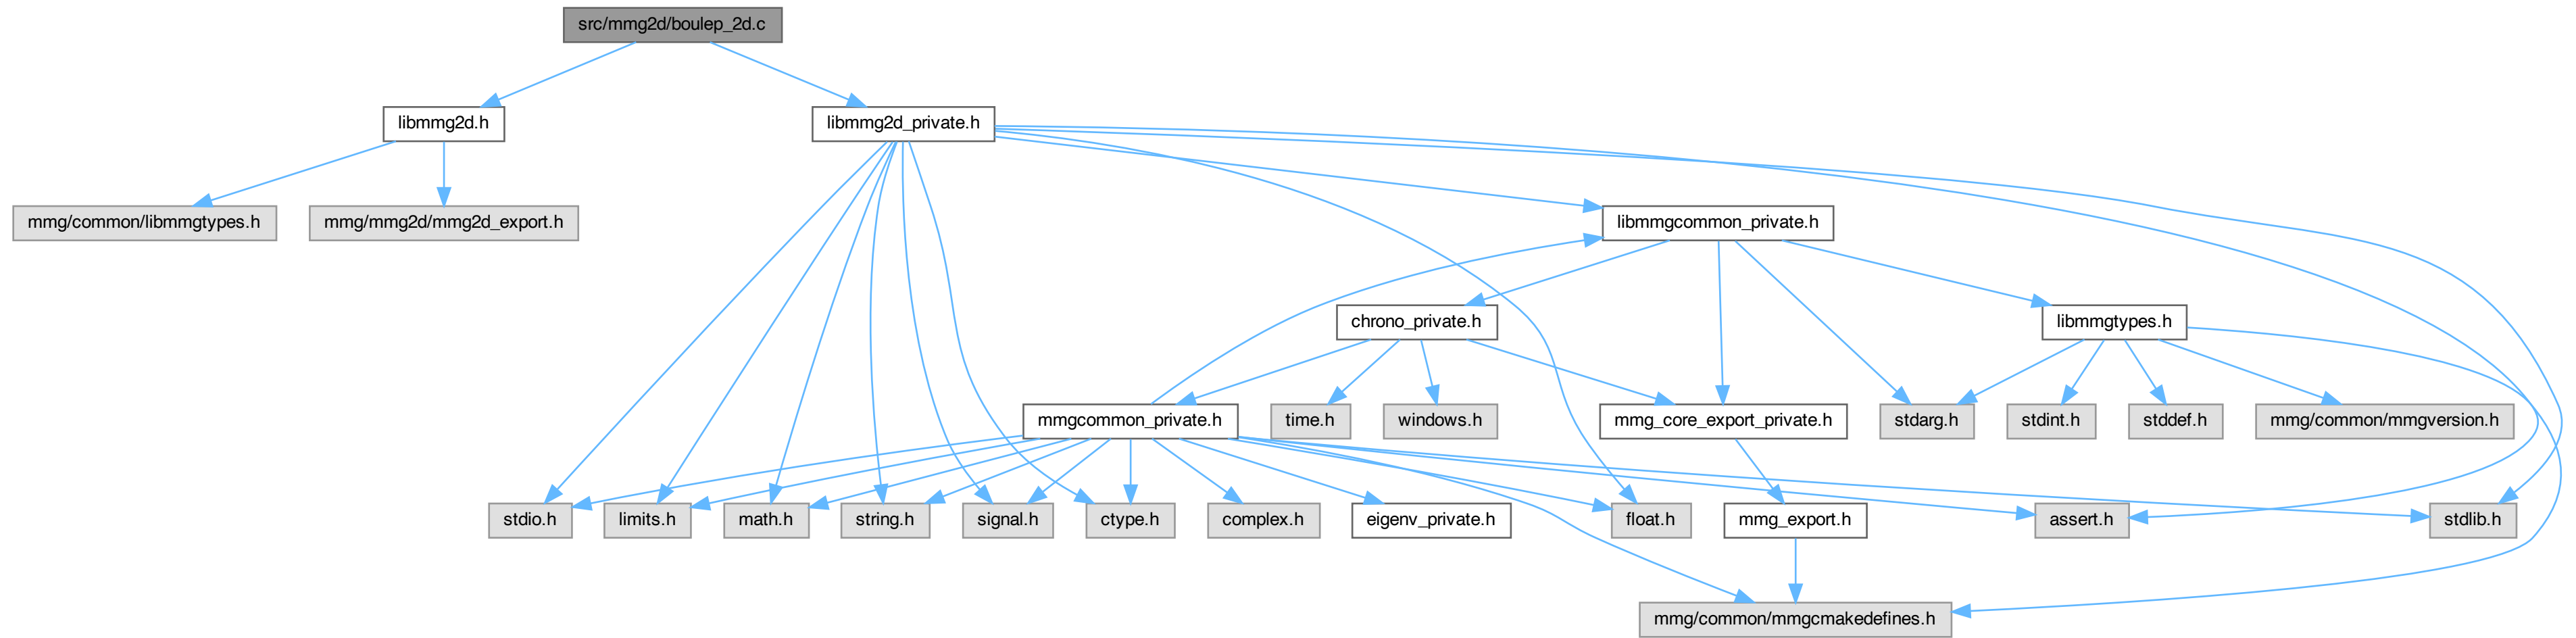 src/mmg2d/boulep_2d.c
libmmg2d.h
libmmg2d_private.h
mmg/common/libmmgtypes.h
mmg/mmg2d/mmg2d_export.h
libmmgcommon_private.h
chrono_private.h
libmmgtypes.h
mmgcommon_private.h
time.h
windows.h
mmg_core_export_private.h
stdarg.h
stdint.h
stddef.h
mmg/common/mmgversion.h
stdio.h
limits.h
math.h
string.h
signal.h
ctype.h
complex.h
eigenv_private.h
float.h
mmg_export.h
assert.h
stdlib.h
mmg/common/mmgcmakedefines.h